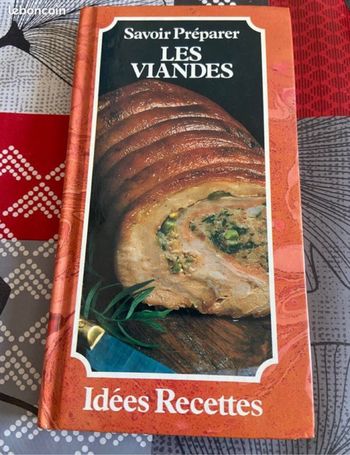 leboncoin
Savoir Préparer
LES
VIANDES
Idées Recettes